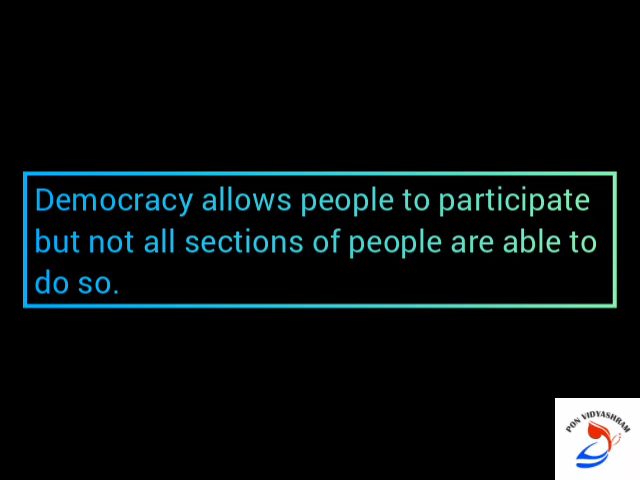 Democracy allows people to participate
but not all sections of people are able to
do so.
PON VIDYASHRAM